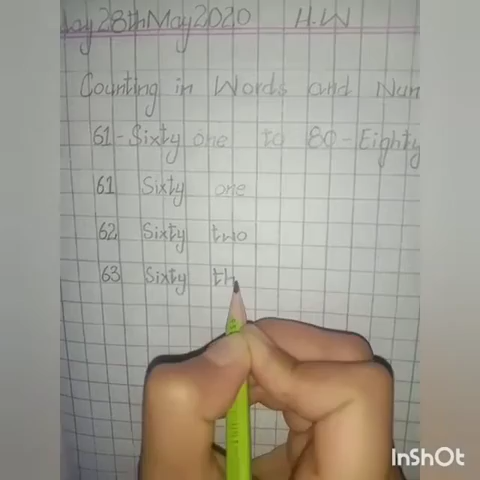 28th May 2020 H.W
Counting in Words and Num
61-Sixty one to 80-Eighty
61 Sixty one
62 Sixty two
63 Sixty th
InShOt